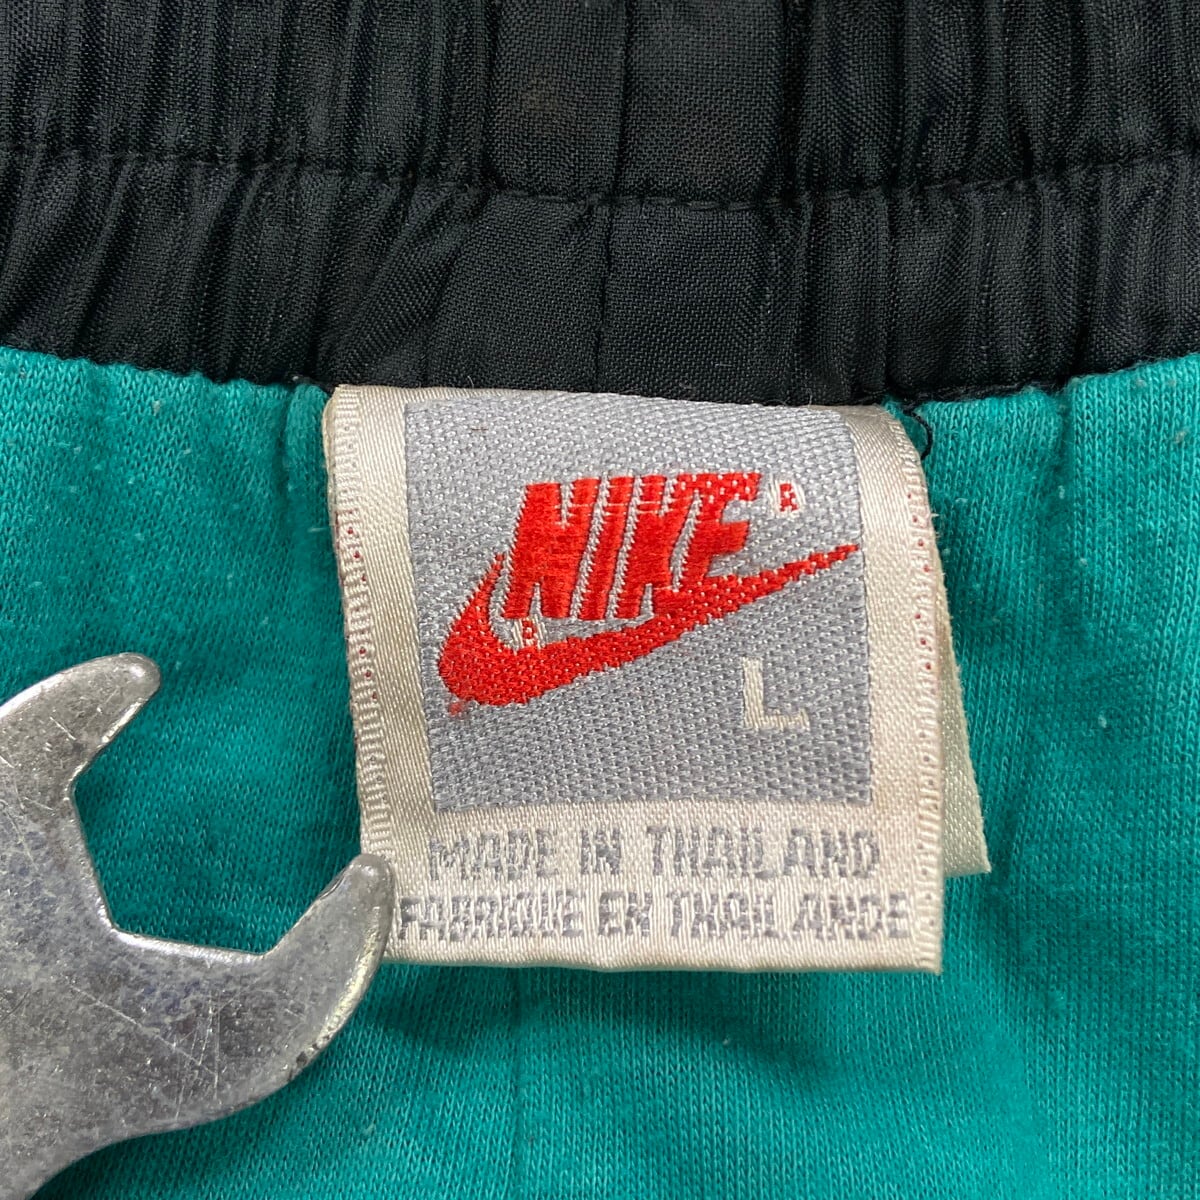 NIKE®
®
L
MADE IN THAILAND
FABRIQUE EN THAILANDE